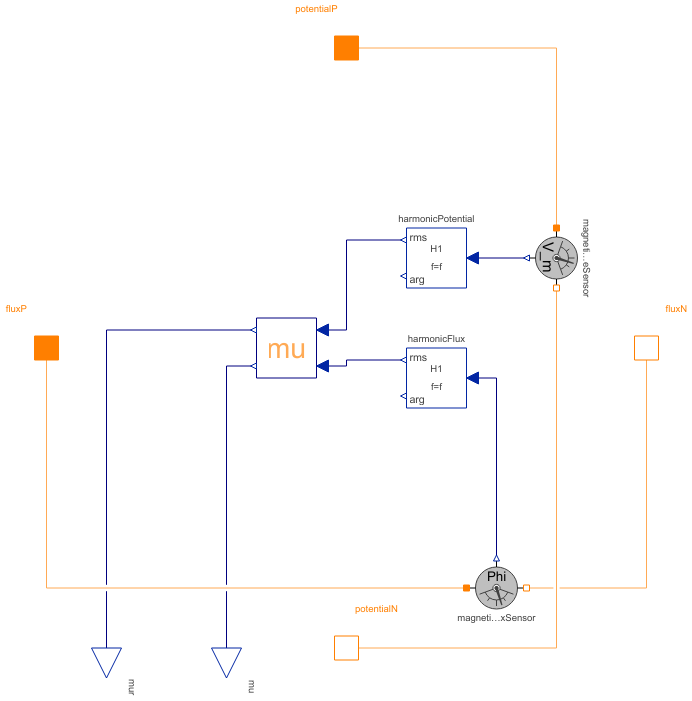 potentialP
harmonicPotential
rms
H1
f=f
arg
V_m
magneti...eSensor
fluxP
fluxN
mu
harmonicFlux
rms
H1
f=f
arg
Phi
magneti...xSensor
potentialN
mur
mu